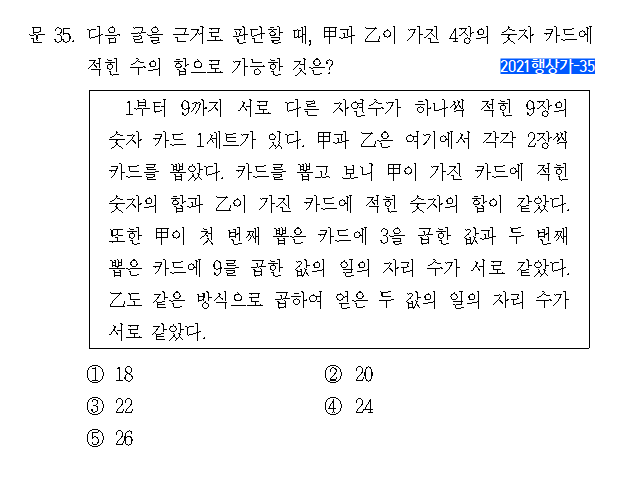 문 35. 다음 글을 근거로 판단할 때, 甲과 乙이 가진 4장의 숫자 카드에
적힌 수의 합으로 가능한 것은? 2021행상가-35
1부터 9까지 서로 다른 자연수가 하나씩 적힌 9장의
숫자 카드 1세트가 있다. 甲과 乙은 여기에서 각각 2장씩
카드를 뽑았다. 카드를 뽑고 보니 甲이 가진 카드에 적힌
숫자의 합과 乙이 가진 카드에 적힌 숫자의 합이 같았다.
또한 甲이 첫 번째 뽑은 카드에 3을 곱한 값과 두 번째
뽑은 카드에 9를 곱한 값의 일의 자리 수가 서로 같았다.
乙도 같은 방식으로 곱하여 얻은 두 값의 일의 자리 수가
서로 같았다.
① 18 ② 20
③ 22 ④ 24
⑤ 26